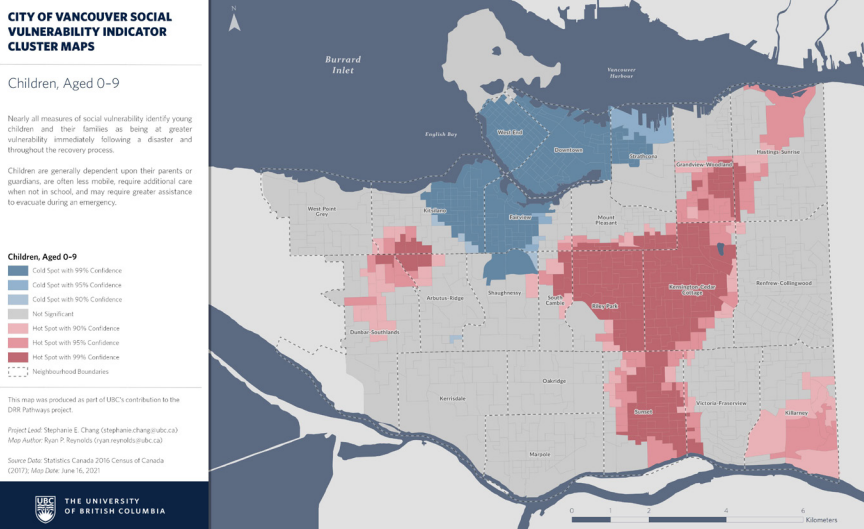 CITY OF VANCOUVER SOCIAL
VULNERABILITY INDICATOR
CLUSTER MAPS
Children, Aged 0–9
Nearly all measures of social vulnerability identify young
children and their families as being at greater
vulnerability immediately following a disaster and
throughout the recovery process.
Children are generally dependent upon their parents or
guardians, are often less mobile, require additional care
when not in school, and may require greater assistance
to evacuate during an emergency.
Children, Aged 0–9
Cold Spot with 99% Confidence
Cold Spot with 95% Confidence
Cold Spot with 90% Confidence
Not Significant
Hot Spot with 90% Confidence
Hot Spot with 95% Confidence
Hot Spot with 99% Confidence
Neighbourhood Boundaries
This map was produced as part of UBC's contribution to the
DRR Pathways project.
Project Lead: Stephanie E. Chang (stephanie.chang@ubc.ca)
Map Author: Ryan P. Reynolds (ryan.reynolds@ubc.ca)
Source Data: Statistics Canada 2016 Census of Canada
(2017); Map Date: June 16, 2021
UBC
THE UNIVERSITY
OF BRITISH COLUMBIA
N
Burrard
Inlet
Vancouver
Harbour
English Bay
West End
Downtown
Strathcona
Grandview-Woodland
Hastings-Sunrise
West Point
Grey
Kitsilano
Fairview
Mount
Pleasant
Dunbar-Southlands
Arbutus-Ridge
Shaughnessy
South
Cambie
Riley Park
Kensington-Cedar
Cottage
Renfrew-Collingwood
Kerrisdale
Oakridge
Marpole
Sunset
Victoria-Fraserview
Killarney
0 1 2 4 6
Kilometers